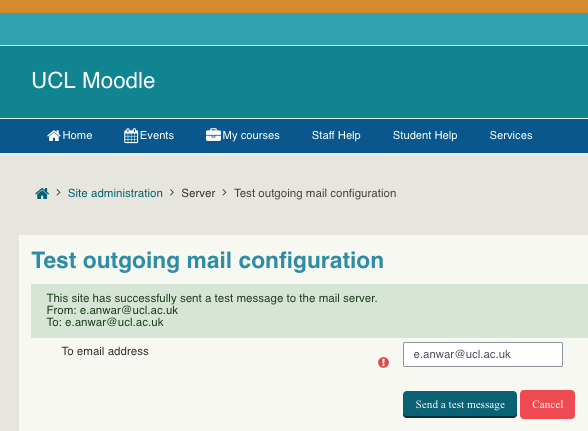 UCL Moodle
Home Events My courses Staff Help Student Help Services
Site administration > Server > Test outgoing mail configuration
Test outgoing mail configuration
This site has successfully sent a test message to the mail server.
From: e.anwar@ucl.ac.uk
To: e.anwar@ucl.ac.uk
To email address e.anwar@ucl.ac.uk
Send a test message Cancel